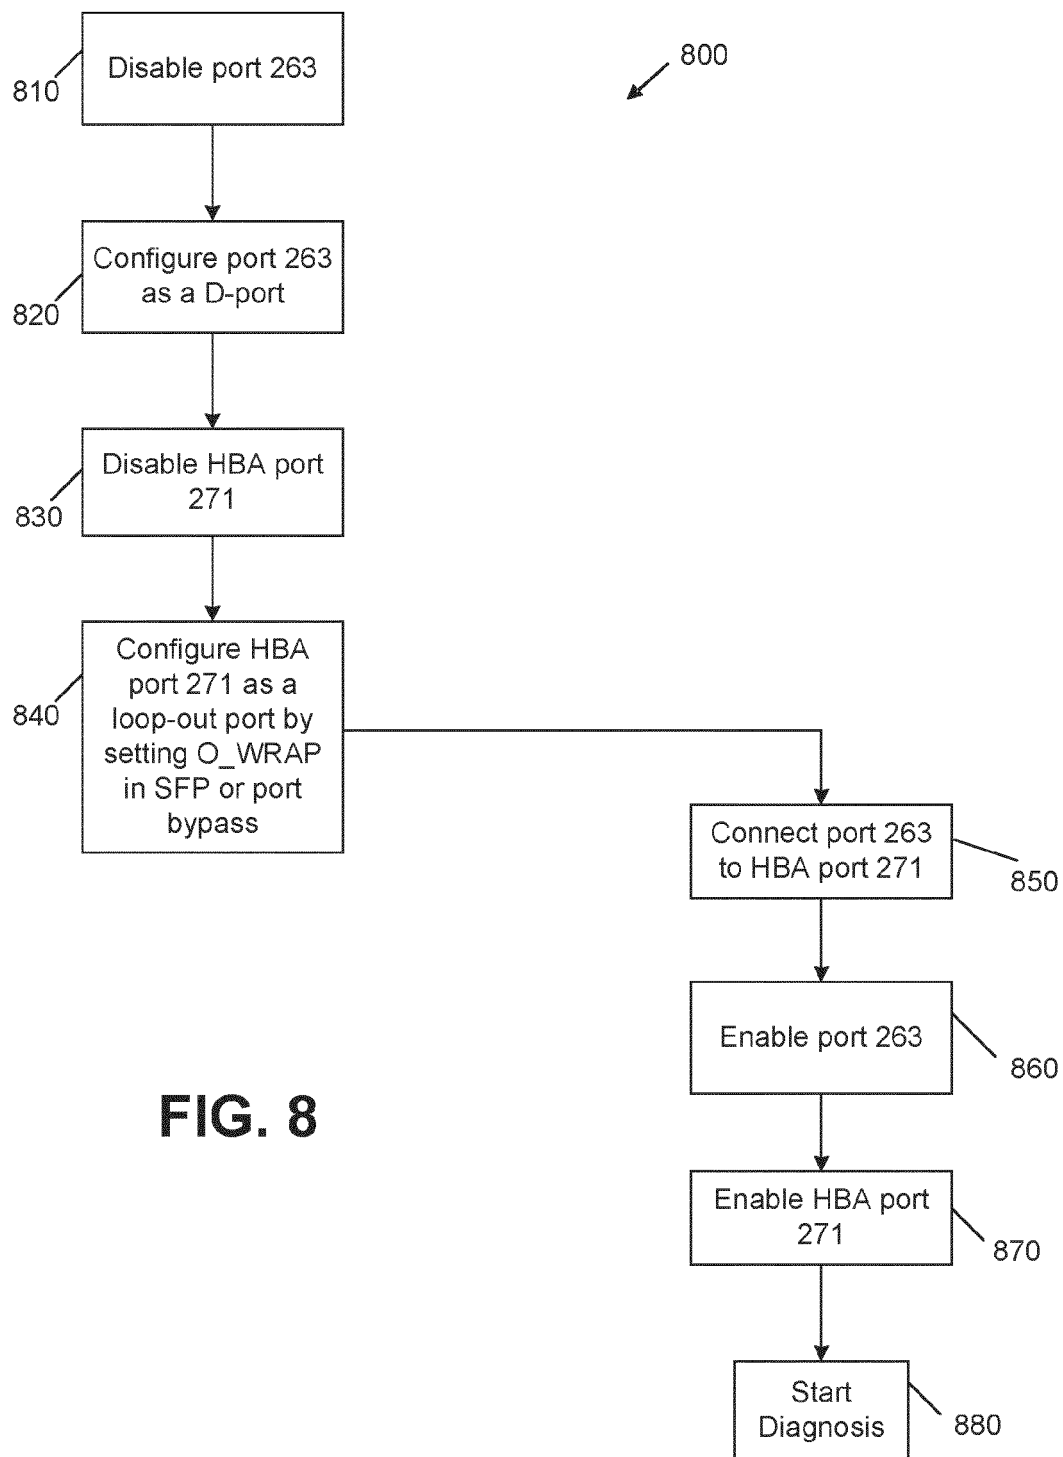 Disable port 263
810
800
Configure port 263
as a D-port
820
Disable HBA port
271
830
Configure HBA
port 271 as a
loop-out port by
setting O_WRAP
in SFP or port
bypass
840
Connect port 263
to HBA port 271
850
Enable port 263
860
Enable HBA port
271
870
Start
Diagnosis
880
FIG. 8